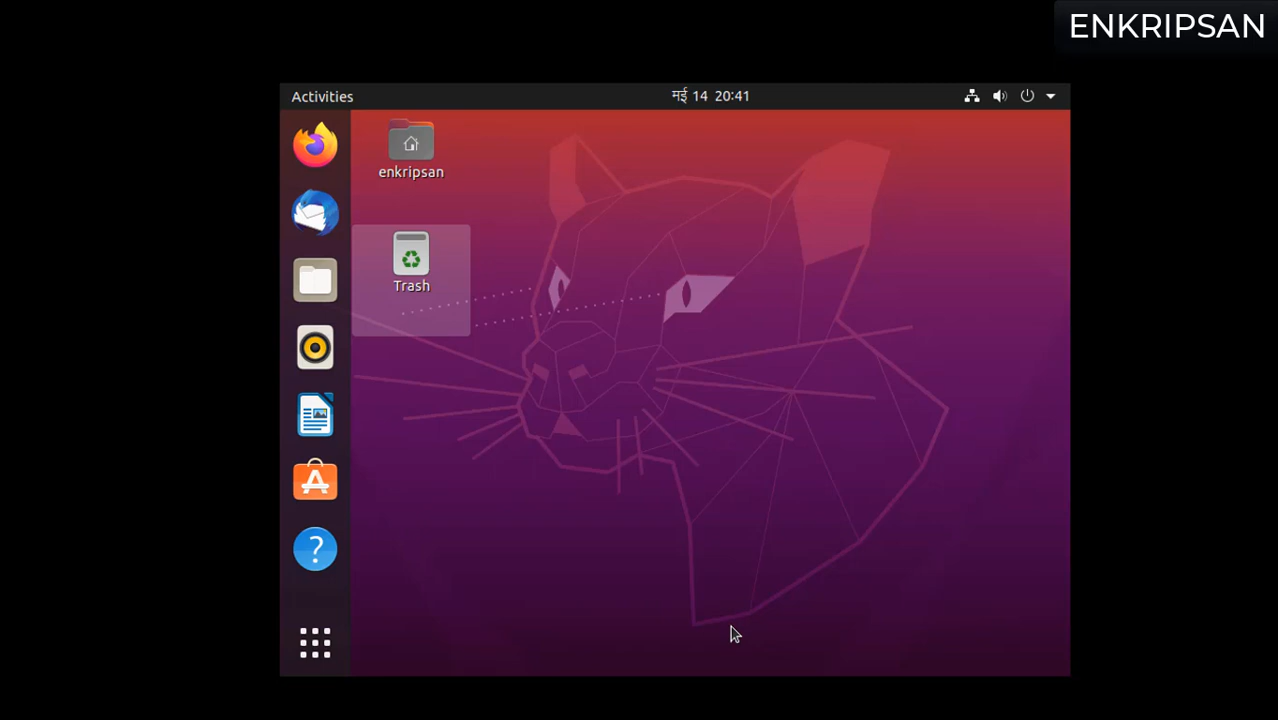 ENKRIPSAN
Activities
मई 14 20:41
enkripsan
Trash